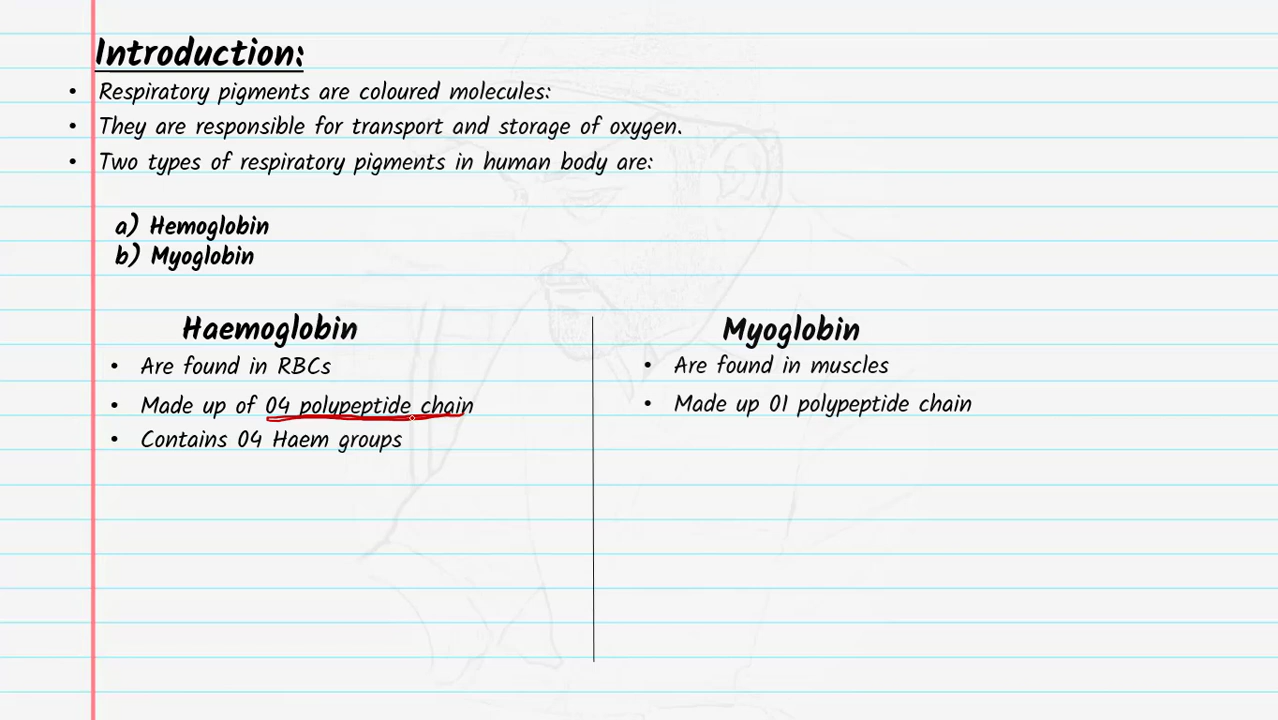 Introduction:
• Respiratory pigments are coloured molecules:
• They are responsible for transport and storage of oxygen.
• Two types of respiratory pigments in human body are:
a) Hemoglobin
b) Myoglobin
Haemoglobin
• Are found in RBCs
• Made up of 04 polypeptide chain
• Contains 04 Haem groups
Myoglobin
• Are found in muscles
• Made up 01 polypeptide chain